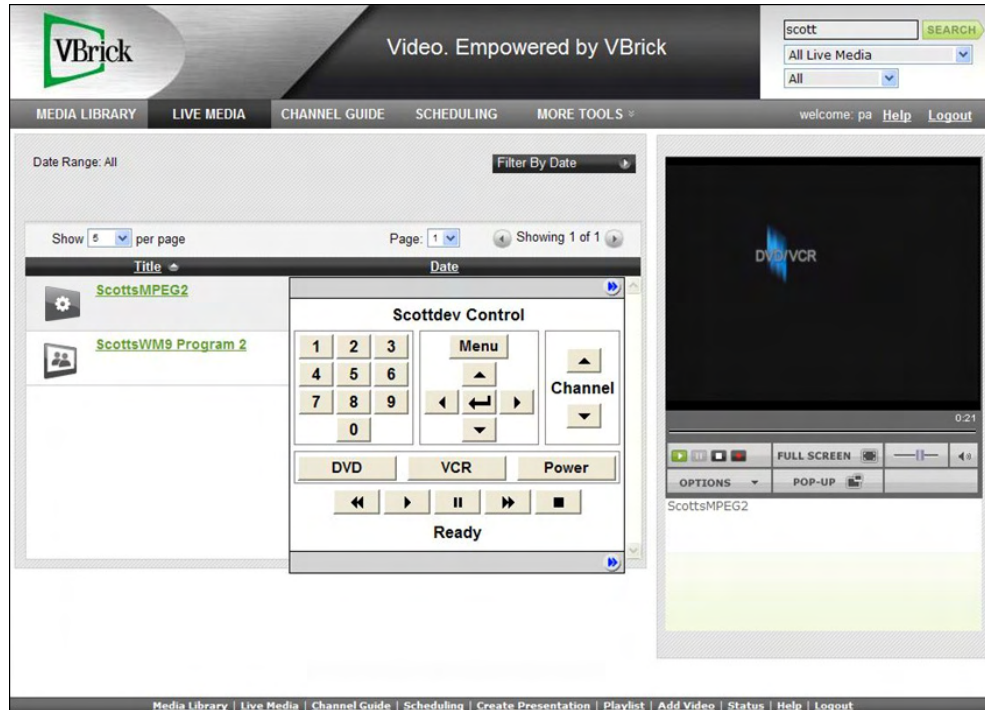 VBrick
Video. Empowered by VBrick
scott SEARCH
All Live Media
All
MEDIA LIBRARY LIVE MEDIA CHANNEL GUIDE SCHEDULING MORE TOOLS
welcome: pa Help Logout
Date Range: All
Filter By Date
Show 5 per page
Page: 1
Showing 1 of 1
Title Date
ScottsMPEG2
ScottsWM9 Program 2
Scottdev Control
1 2 3
4 5 6
7 8 9
0
Menu
Channel
DVD VCR Power
Ready
DVD/VCR
0:21
FULL SCREEN
OPTIONS POP-UP
ScottsMPEG2
Media Library | Live Media | Channel Guide | Scheduling | Create Presentation | Playlist | Add Video | Status | Help | Logout